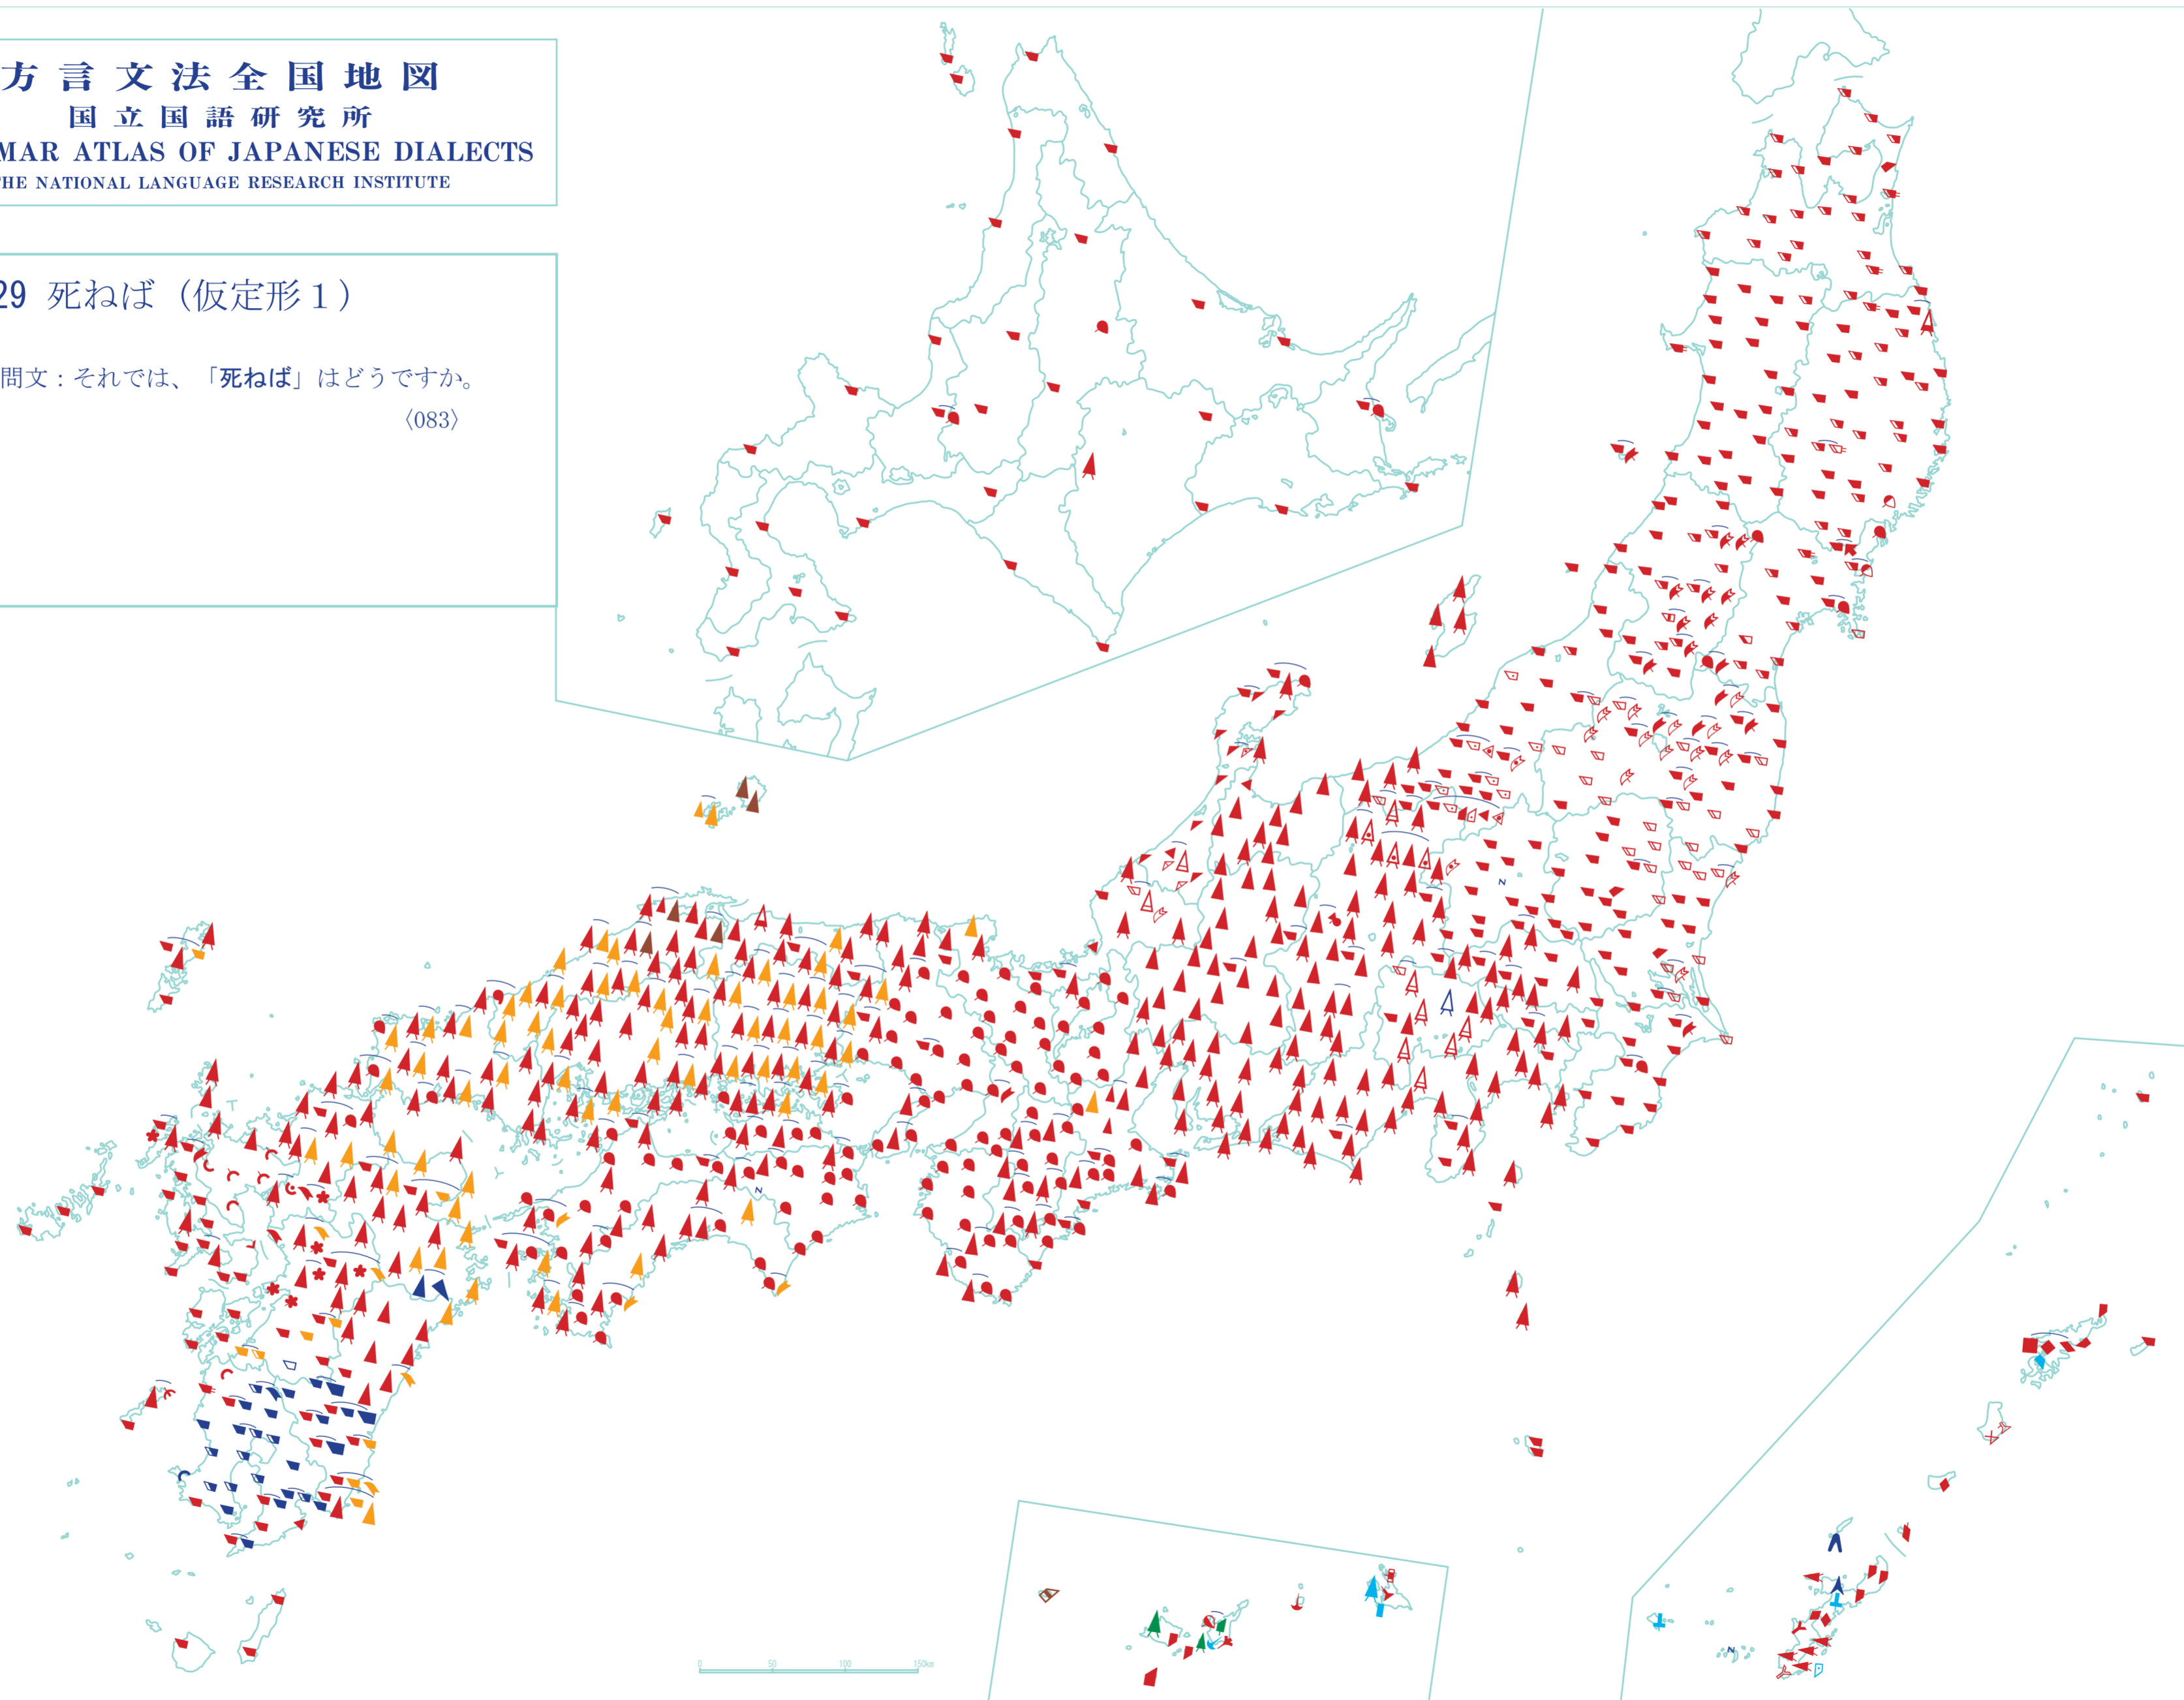 方言文法全国地図
国立国語研究所
MAR ATLAS OF JAPANESE DIALECTS
HE NATIONAL LANGUAGE RESEARCH INSTITUTE
29 死ねば（仮定形１）
問文：それでは、「死ねば」はどうですか。
〈083〉
N
N
N
0 50 100 150km